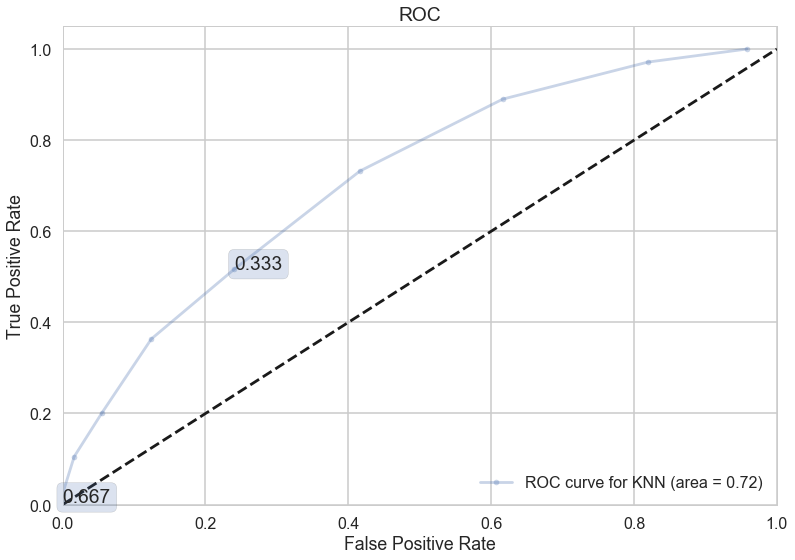 ROC
1.0
0.8
0.6
0.4
0.2
0.0
True Positive Rate
0.333
0.667
ROC curve for KNN (area = 0.72)
0.0 0.2 0.4 0.6 0.8 1.0
False Positive Rate